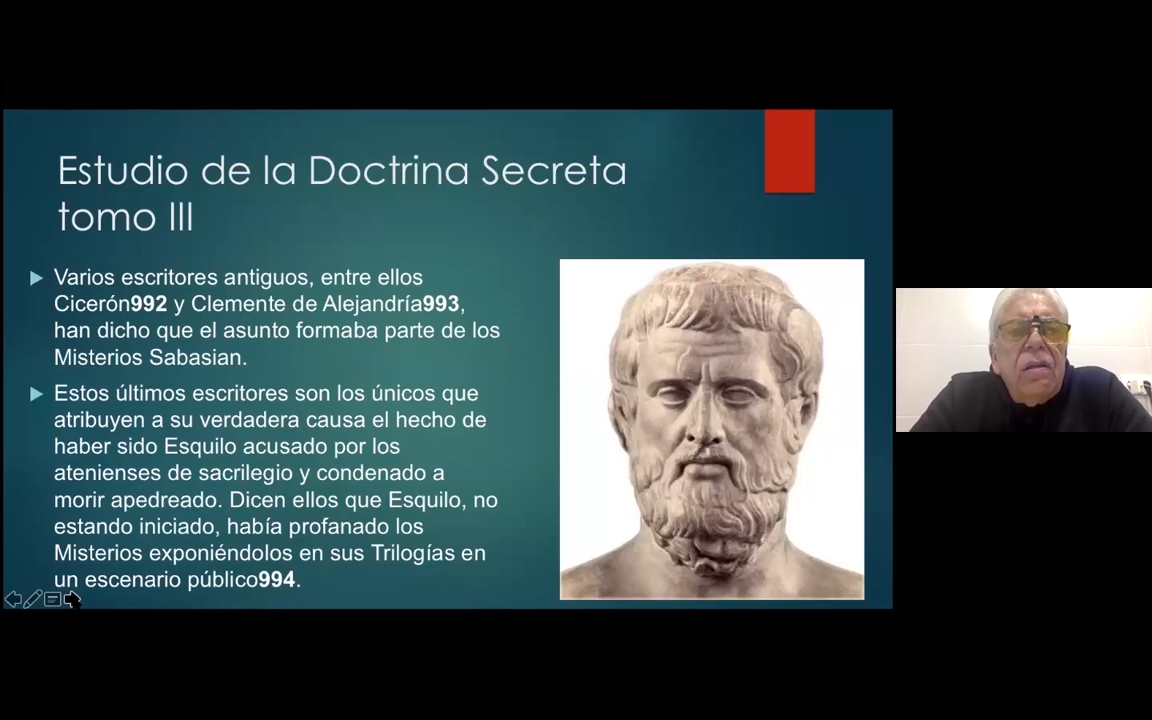 Estudio de la Doctrina Secreta
tomo III
Varios escritores antiguos, entre ellos
Cicerón992 y Clemente de Alejandría993,
han dicho que el asunto formaba parte de los
Misterios Sabasian.
Estos últimos escritores son los únicos que
atribuyen a su verdadera causa el hecho de
haber sido Esquilo acusado por los
atenienses de sacrilegio y condenado a
morir apedreado. Dicen ellos que Esquilo, no
estando iniciado, había profanado los
Misterios exponiéndolos en sus Trilogías en
un escenario público994.